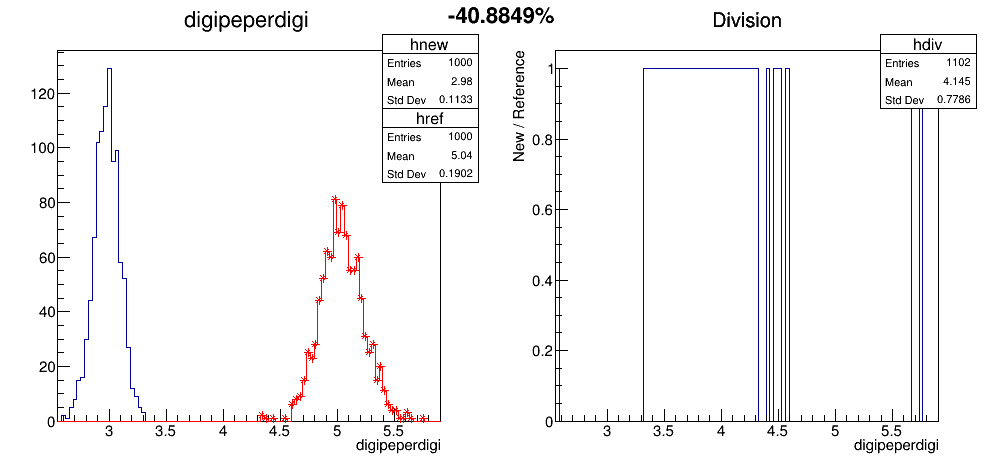 -40.8849%
digipeperdigi
hnew
Entries 1000
Mean 2.98
Std Dev 0.1133
href
Entries 1000
Mean 5.04
Std Dev 0.1902
120
100
80
60
40
20
0
3 3.5 4 4.5 5 5.5
digipeperdigi
Division
hdiv
Entries 1102
Mean 4.145
Std Dev 0.7786
New / Reference
1
0.8
0.6
0.4
0.2
0
3 3.5 4 4.5 5 5.5
digipeperdigi